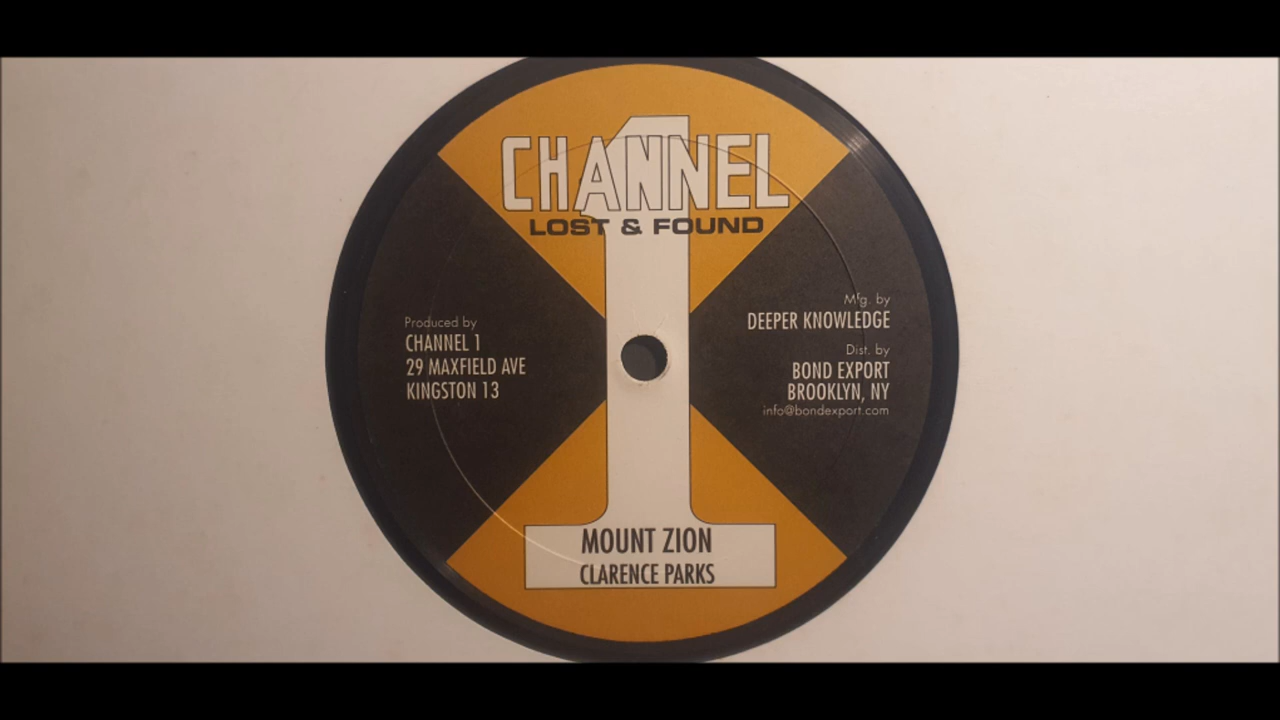 CHANNEL 1
LOST & FOUND
Produced by
CHANNEL 1
29 MAXFIELD AVE
KINGSTON 13
Mfg. by
DEEPER KNOWLEDGE
Dist. by
BOND EXPORT
BROOKLYN, NY
info@bondexport.com
MOUNT ZION
CLARENCE PARKS